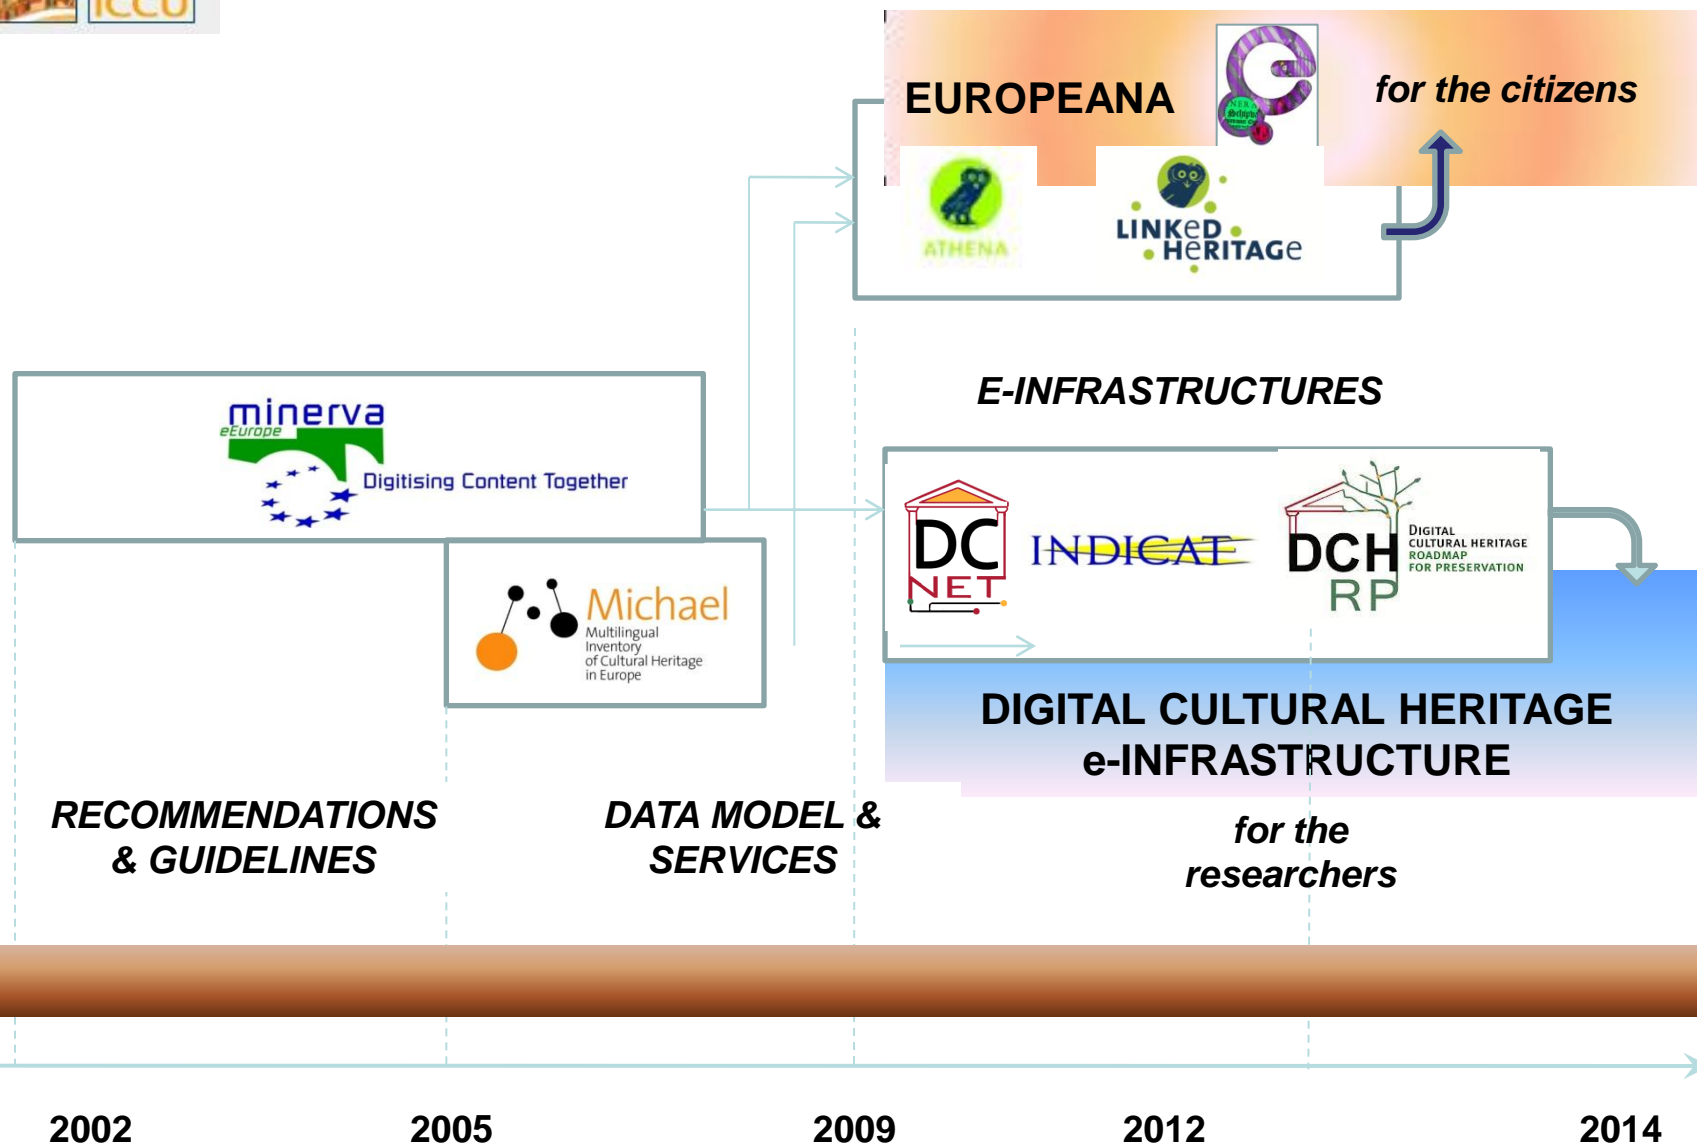 ICCU
EUROPEANA
for the citizens
ATHENA
LINKeD
HeRITAGe
E-INFRASTRUCTURES
minerva
eEurope
Digitising Content Together
DC
NET
INDICATE
DCH
RP
DIGITAL
CULTURAL HERITAGE
ROADMAP
FOR PRESERVATION
Michael
Multilingual
Inventory
of Cultural Heritage
in Europe
DIGITAL CULTURAL HERITAGE
e-INFRASTRUCTURE
RECOMMENDATIONS
& GUIDELINES
DATA MODEL &
SERVICES
for the
researchers
2002
2005
2009
2012
2014